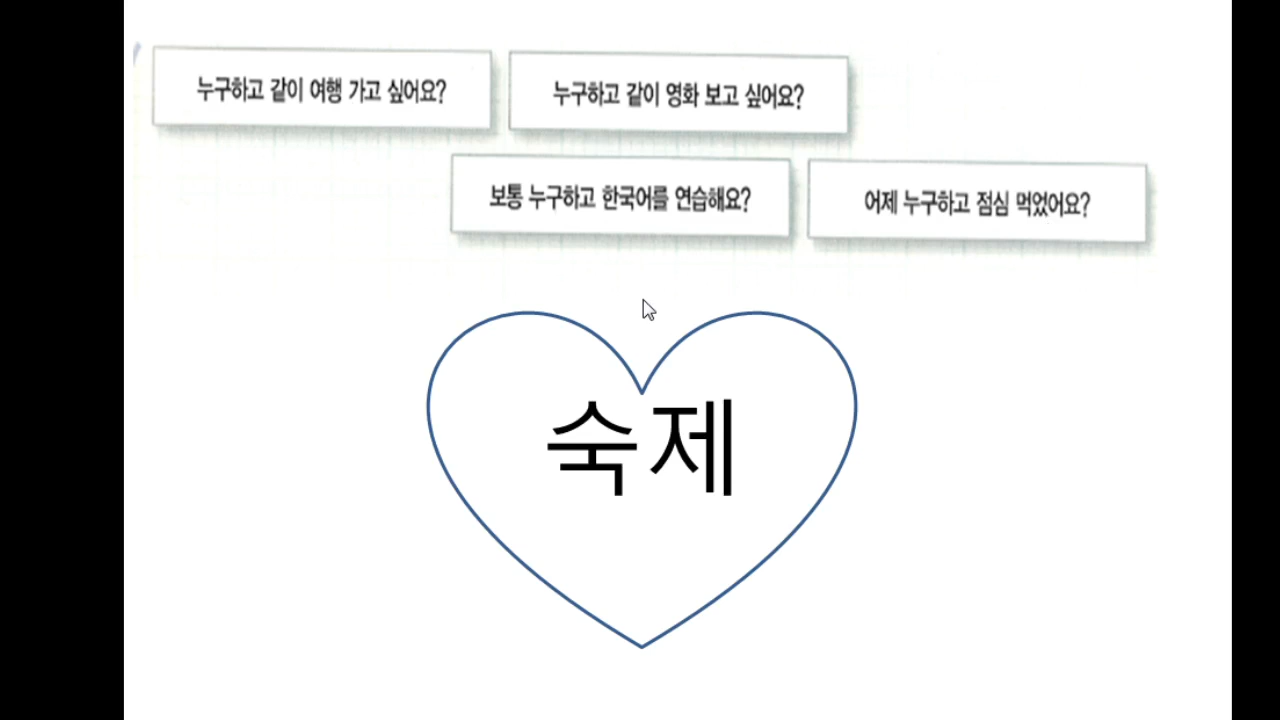 누구하고 같이 여행 가고 싶어요?
누구하고 같이 영화 보고 싶어요?
보통 누구하고 한국어를 연습해요?
어제 누구하고 점심 먹었어요?
숙제